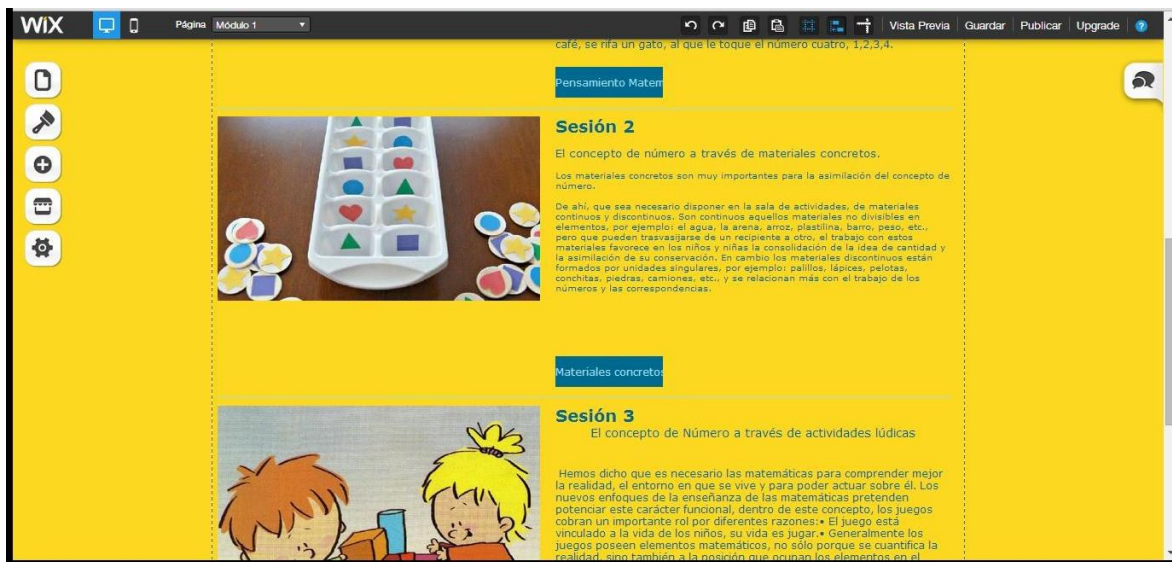 WiX
Página Módulo 1
Vista Previa Guardar Publicar Upgrade ?
café, se rifa un gato, al que le toque el número cuatro, 1,2,3,4.
Pensamiento Matem
Sesión 2
El concepto de número a través de materiales concretos.
Los materiales concretos son muy importantes para la asimilación del concepto de
número.
De ahí, que sea necesario disponer en la sala de actividades, de materiales
continuos y discontinuos. Son continuos aquellos materiales no divisibles en
elementos, por ejemplo: el agua, la arena, arroz, plastilina, barro, peso, etc.,
pero que pueden trasvasijarse de un recipiente a otro, el trabajo con estos
materiales favorece en los niños y niñas la consolidación de la idea de cantidad y
la asimilación de su conservación. En cambio los materiales discontinuos están
formados por unidades singulares, por ejemplo: palillos, lápices, pelotas,
conchitas, piedras, camiones, etc., y se relacionan más con el trabajo de los
números y las correspondencias.
Materiales concretos
Sesión 3
El concepto de Número a través de actividades lúdicas
Hemos dicho que es necesario las matemáticas para comprender mejor
la realidad, el entorno en que se vive y para poder actuar sobre él. Los
nuevos enfoques de la enseñanza de las matemáticas pretenden
potenciar este carácter funcional, dentro de este concepto, los juegos
cobran un importante rol por diferentes razones:• El juego está
vinculado a la vida de los niños, su vida es jugar.• Generalmente los
juegos poseen elementos matemáticos, no sólo porque se cuantifica la
realidad, sino también a la posición que ocupan los elementos en el